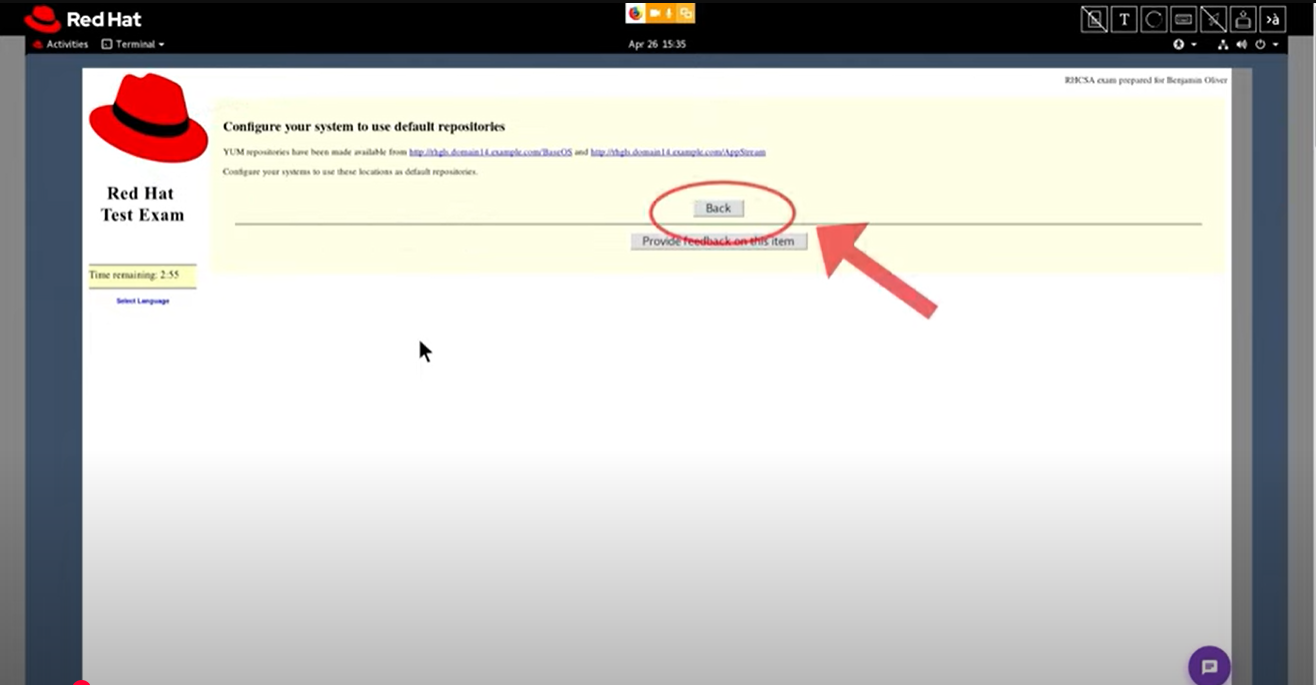 Red Hat
T
›à
Activities
Terminal
Apr 26 15:35
RHCSA exam prepared for Benjamin Oliver
Configure your system to use default repositories
YUM repositories have been made available from http://rhgls.domain14.example.com/BaseOS and http://rhgls.domain14.example.com/AppStream
Configure your systems to use these locations as default repositories.
Red Hat
Test Exam
Back
Provide feedback on this item
Time remaining: 2:55
Select Language